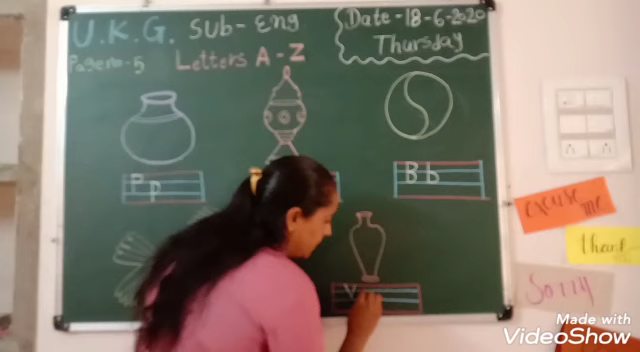 U.K.G. Sub- Eng
Date - 18-6-2020
Thursday
Page no - 5 Letters A - Z
P p
B b
V
excuse me
Thank
Sorry
Made with
VideoShow